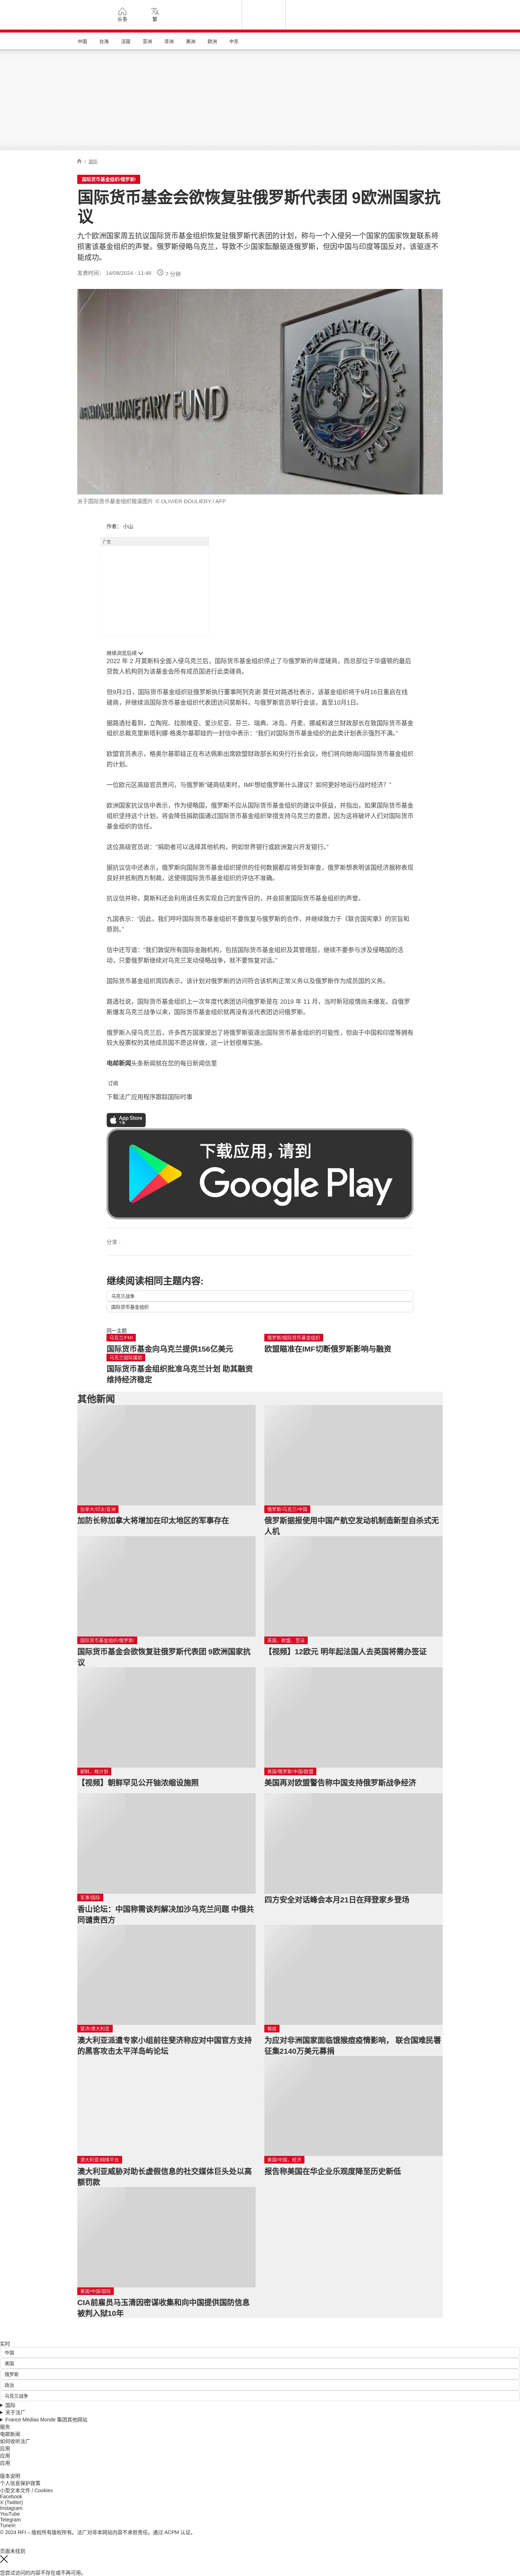 头条
繁
中国 台海 法国 亚洲 非洲 美洲 欧洲 中东
/ 国际
国际货币基金组织/俄罗斯/
国际货币基金会欲恢复驻俄罗斯代表团 9欧洲国家抗
议
九个欧洲国家周五抗议国际货币基金组织恢复驻俄罗斯代表团的计划，称与一个入侵另一个国家的国家恢复联系将
损害该基金组织的声誉。俄罗斯侵略乌克兰，导致不少国家酝酿驱逐俄罗斯，但因中国与印度等国反对，该驱逐不
能成功。
发表时间： 14/09/2024 - 11:48 7 分钟
INTERNATIONAL MONETARY FUND
INTERNATIONAL MONETARY FUND
关于国际货币基金组织报道图片 © OLIVIER DOULIERY / AFP
作者： 小山
广告
继续浏览后续
2022 年 2 月莫斯科全面入侵乌克兰后，国际货币基金组织停止了与俄罗斯的年度磋商，而总部位于华盛顿的最后
贷款人机构则为该基金会所有成员国进行此类磋商。
但9月2日，国际货币基金组织驻俄罗斯执行董事阿列克谢·莫任对路透社表示，该基金组织将于9月16日重启在线
磋商，并继续派国际货币基金组织代表团访问莫斯科，与俄罗斯官员举行会谈，直至10月1日。
据路透社看到，立陶宛、拉脱维亚、爱沙尼亚、芬兰、瑞典、冰岛、丹麦、挪威和波兰财政部长在致国际货币基金
组织总裁克里斯塔利娜·格奥尔基耶娃的一封信中表示：“我们对国际货币基金组织的此类计划表示强烈不满。”
欧盟官员表示，格奥尔基耶娃正在布达佩斯出席欧盟财政部长和央行行长会议，他们将向她询问国际货币基金组织
的计划。
一位欧元区高级官员责问，与俄罗斯“磋商结束时，IMF想给俄罗斯什么建议？如何更好地运行战时经济？”
欧洲国家抗议信中表示，作为侵略国，俄罗斯不应从国际货币基金组织的建议中获益，并指出，如果国际货币基金
组织坚持这个计划，将会降低捐助国通过国际货币基金组织举措支持乌克兰的意愿，因为这将破坏人们对国际货币
基金组织的信任。
这位高级官员说：“捐助者可以选择其他机构，例如世界银行或欧洲复兴开发银行。”
据抗议信中还表示，俄罗斯向国际货币基金组织提供的任何数据都应将受到审查，俄罗斯想表明该国经济据称表现
良好并抵制西方制裁，这使得国际货币基金组织的评估不准确。
抗议信并称，莫斯科还会利用该任务实现自己的宣传目的，并会损害国际货币基金组织的声誉。
九国表示：“因此，我们呼吁国际货币基金组织不要恢复与俄罗斯的合作，并继续致力于《联合国宪章》的宗旨和
原则。”
信中还写道：“我们敦促所有国际金融机构，包括国际货币基金组织及其管理层，继续不要参与涉及侵略国的活
动，只要俄罗斯继续对乌克兰发动侵略战争，就不要恢复对话。”
国际货币基金组织周四表示，该计划对俄罗斯的访问符合该机构正常义务以及俄罗斯作为成员国的义务。
路透社说，国际货币基金组织上一次年度代表团访问俄罗斯是在 2019 年 11 月，当时新冠疫情尚未爆发。自俄罗
斯爆发乌克兰战争以来，国际货币基金组织就再没有派代表团访问俄罗斯。
俄罗斯入侵乌克兰后，许多西方国家提出了将俄罗斯驱逐出国际货币基金组织的可能性，但由于中国和印度等拥有
较大投票权的其他成员国不愿这样做，这一计划很难实施。
电邮新闻头条新闻就在您的每日新闻信里
订阅
下载法广应用程序跟踪国际时事
App Store
下载应用，请到
Google Play
分享 :
继续阅读相同主题内容:
乌克兰战争
国际货币基金组织
同一主题
乌克兰/FMI
国际货币基金向乌克兰提供156亿美元
俄罗斯/国际货币基金组织
欧盟瞄准在IMF切断俄罗斯影响与融资
乌克兰国际援助
国际货币基金组织批准乌克兰计划 助其融资
维持经济稳定
其他新闻
加拿大/印太/亚洲
加防长称加拿大将增加在印太地区的军事存在
俄罗斯/乌克兰/中国
俄罗斯据报使用中国产航空发动机制造新型自杀式无
人机
国际货币基金组织/俄罗斯/
国际货币基金会欲恢复驻俄罗斯代表团 9欧洲国家抗
议
英国、欧盟、签证
【视频】12欧元 明年起法国人去英国将需办签证
朝鲜，核计划
【视频】朝鲜罕见公开铀浓缩设施照
美国/俄罗斯/中国/欧盟
美国再对欧盟警告称中国支持俄罗斯战争经济
军事/国际
香山论坛：中国称需谈判解决加沙乌克兰问题 中俄共
同谴责西方
四方安全对话峰会本月21日在拜登家乡登场
斐济/澳大利亚
澳大利亚派遣专家小组前往斐济称应对中国官方支持
的黑客攻击太平洋岛屿论坛
猴痘
为应对非洲国家面临饿猴痘疫情影响， 联合国难民署
征集2140万美元募捐
澳大利亚/网络平台
澳大利亚威胁对助长虚假信息的社交媒体巨头处以高
额罚款
美国/中国，经济
报告称美国在华企业乐观度降至历史新低
美国/中国/国际
CIA前雇员马玉清因密谋收集和向中国提供国防信息
被判入狱10年
实时
中国
美国
俄罗斯
政治
乌克兰战争
国际
关于法广
France Médias Monde 集团其他网站
服务
电邮新闻
如何收听法广
应用
应用
应用
版本说明
个人信息保护政策
小型文本文件 / Cookies
Facebook
X (Twitter)
Instagram
YouTube
Telegram
TuneIn
© 2024 RFI – 版权所有版权所有。法广对非本网站内容不承担责任。通过 ACPM 认证。
页面未找到
您尝试访问的内容不存在或不再可用。